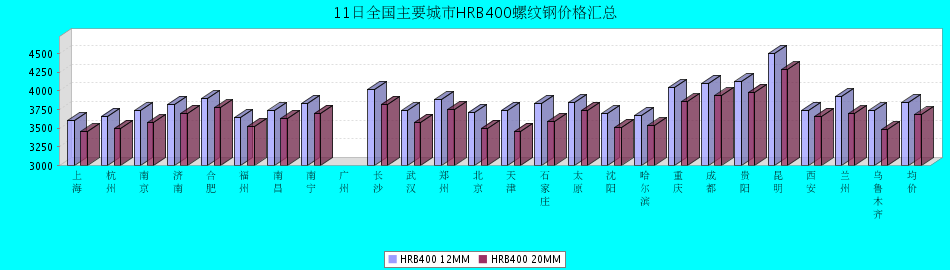 11日全国主要城市HRB400螺纹钢价格汇总
4500
4250
4000
3750
3500
3250
3000
上海
杭州
南京
济南
合肥
福州
南昌
南宁
广州
长沙
武汉
郑州
北京
天津
石家庄
太原
沈阳
哈尔滨
重庆
成都
贵阳
昆明
西安
兰州
乌鲁木齐
均价
HRB400 12MM
HRB400 20MM